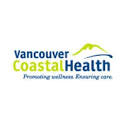 Vancouver
CoastalHealth
Promoting wellness. Ensuring care.